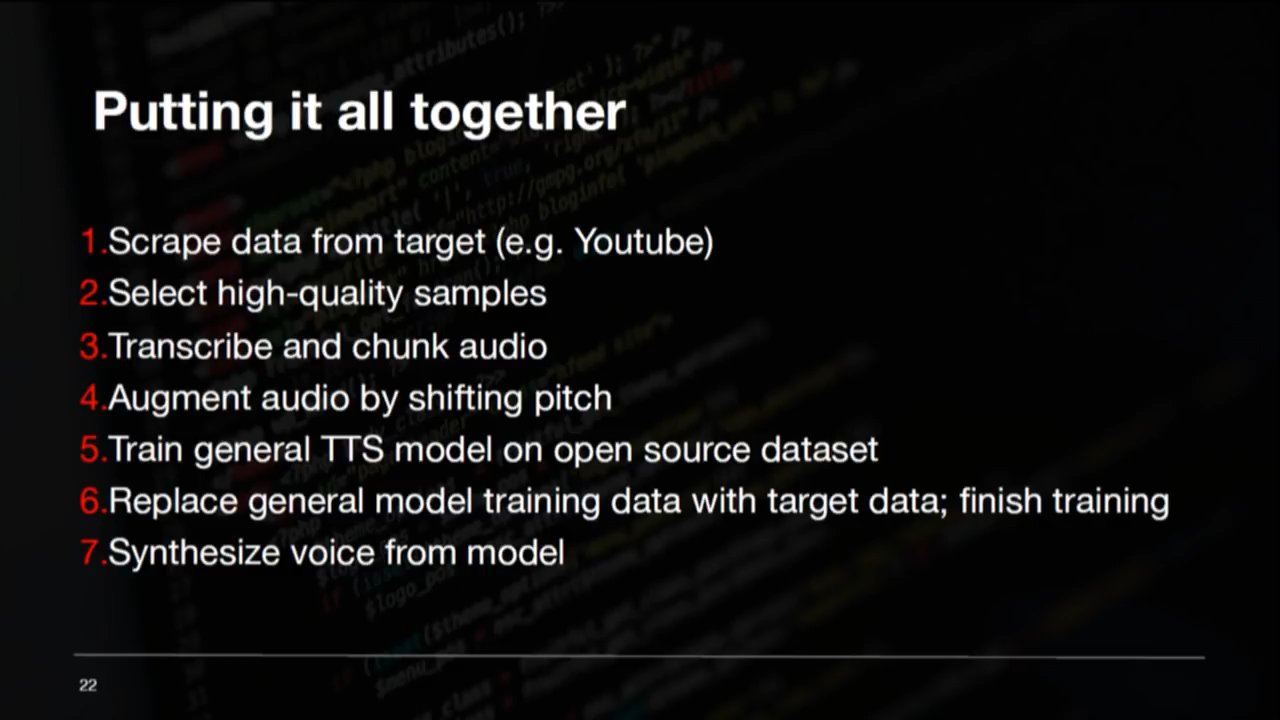 Putting it all together
1.Scrape data from target (e.g. Youtube)
2.Select high-quality samples
3.Transcribe and chunk audio
4.Augment audio by shifting pitch
5.Train general TTS model on open source dataset
6.Replace general model training data with target data; finish training
7.Synthesize voice from model
22